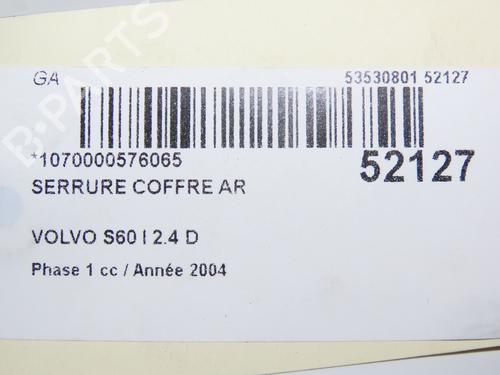 GA 53530801 52127
*1070000576065
52127
SERRURE COFFRE AR
VOLVO S60 I 2.4 D
Phase 1 cc / Année 2004
B-PARTS